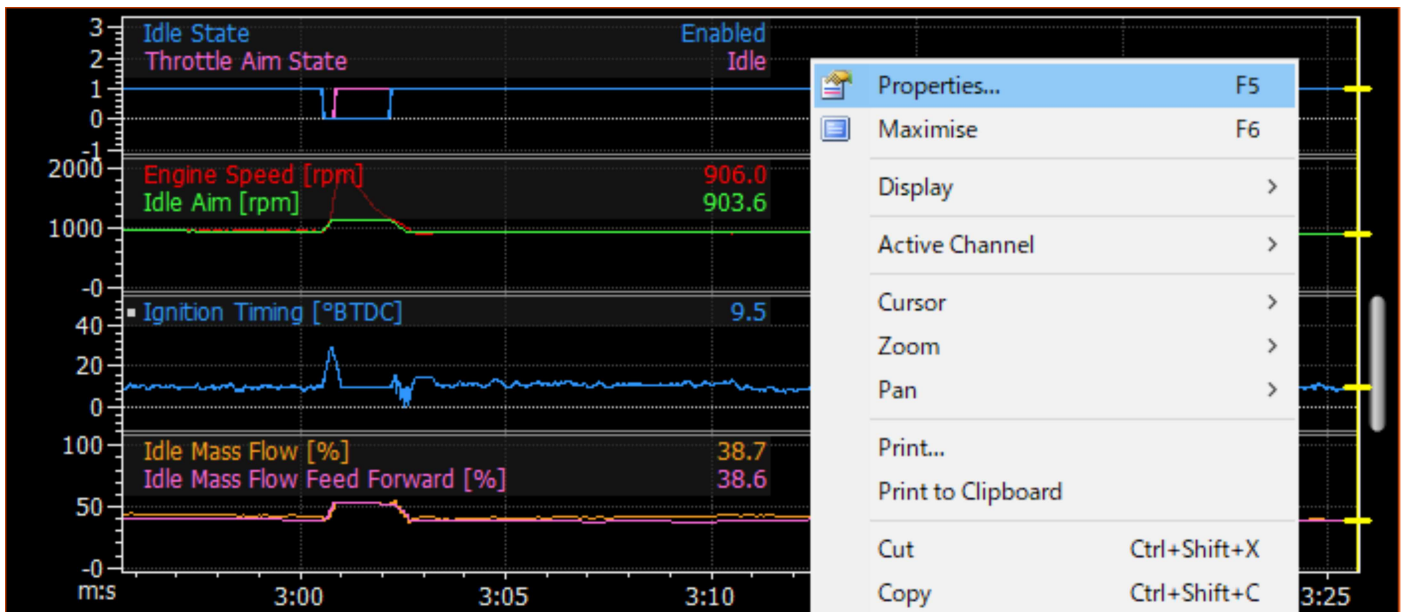 3
2
1
0
-1
Idle State Enabled
Throttle Aim State Idle
2000
1000
-0
Engine Speed [rpm] 906.0
Idle Aim [rpm] 903.6
40
20
0
Ignition Timing [°BTDC] 9.5
100
50
-0
Idle Mass Flow [%] 38.7
Idle Mass Flow Feed Forward [%] 38.6
m:s 3:00 3:05 3:10 3:25
Properties... F5
Maximise F6
Display >
Active Channel >
Cursor >
Zoom >
Pan >
Print...
Print to Clipboard
Cut Ctrl+Shift+X
Copy Ctrl+Shift+C